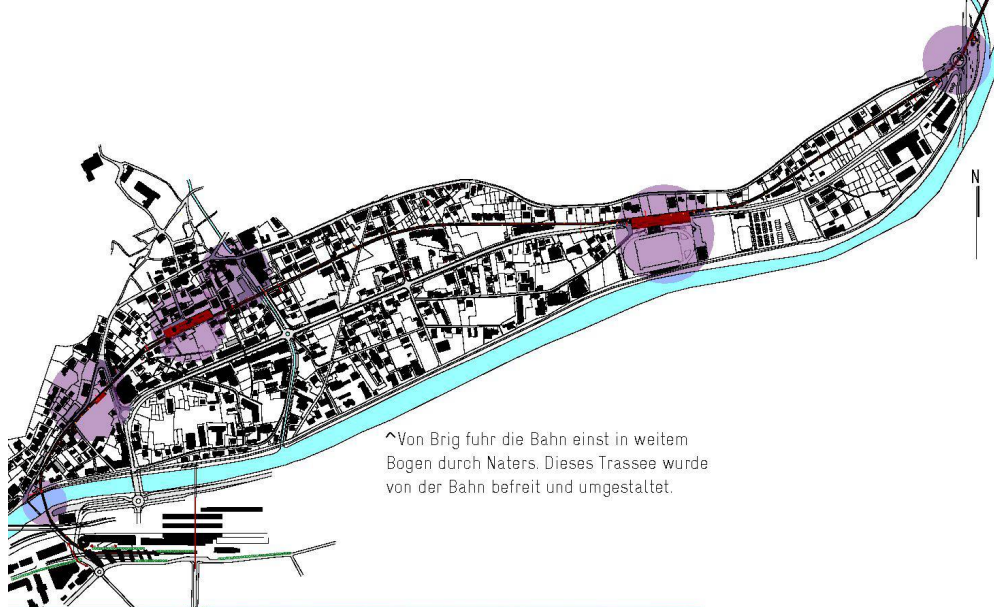 N
^Von Brig fuhr die Bahn einst in weitem
Bogen durch Naters. Dieses Trassee wurde
von der Bahn befreit und umgestaltet.